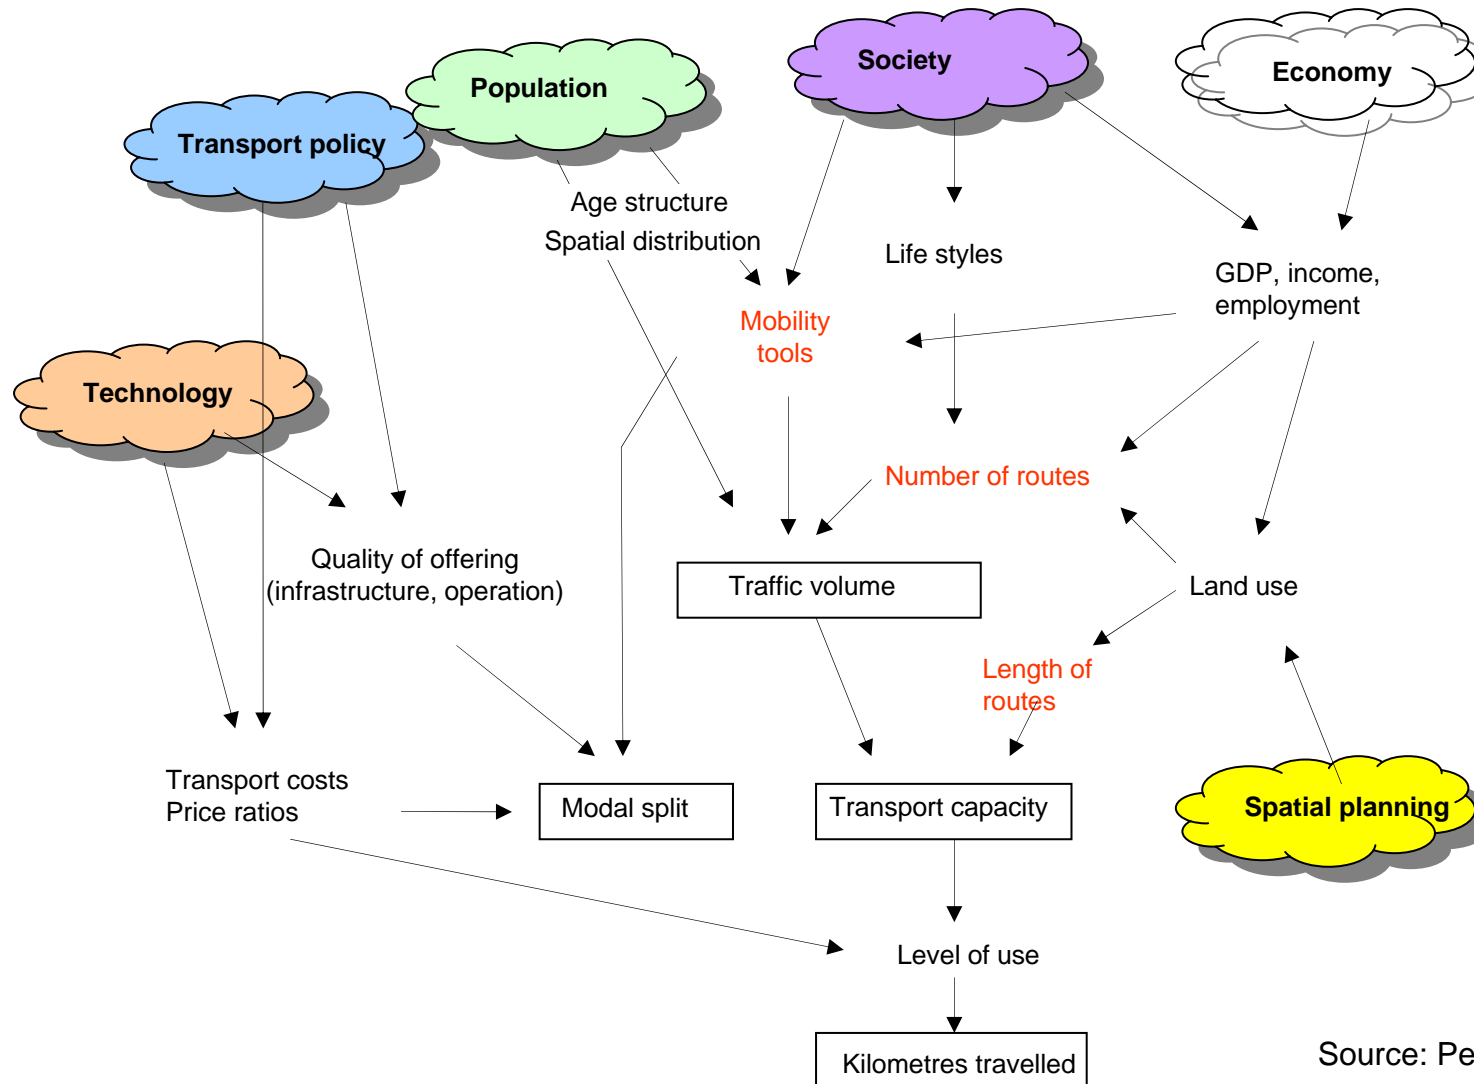 Society
Economy
Population
Transport policy
Age structure
Spatial distribution
Life styles
GDP, income,
employment
Mobility
tools
Technology
Number of routes
Quality of offering
(infrastructure, operation)
Traffic volume
Land use
Length of
routes
Transport costs
Price ratios
Modal split
Transport capacity
Spatial planning
Level of use
Kilometres travelled
Source: Pe